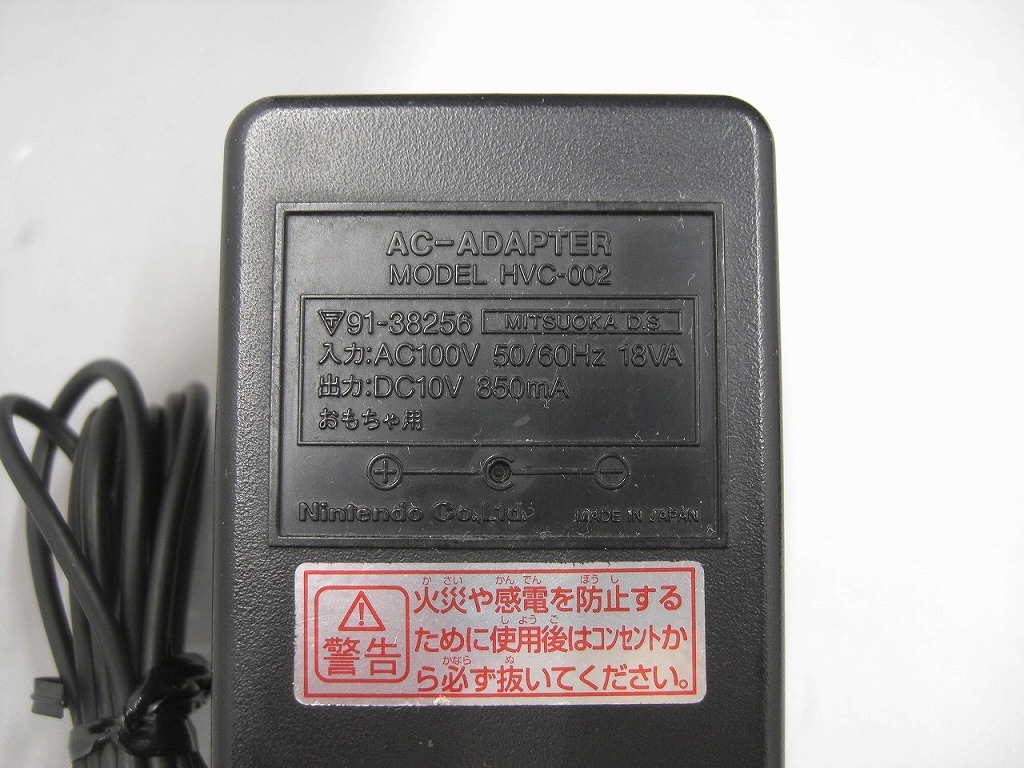 AC-ADAPTER
MODEL HVC-002
〒91-38256 MITSUOKA D.S
入力:AC100V 50/60Hz 18VA
出力:DC10V 850mA
おもちゃ用
Nintendo Co.,Ltd.
MADE IN JAPAN
警告
かさい かんでん ぼうし
火災や感電を防止する
しようご
ために使用後はコンセントか
かなら ぬ
ら必ず抜いてください。